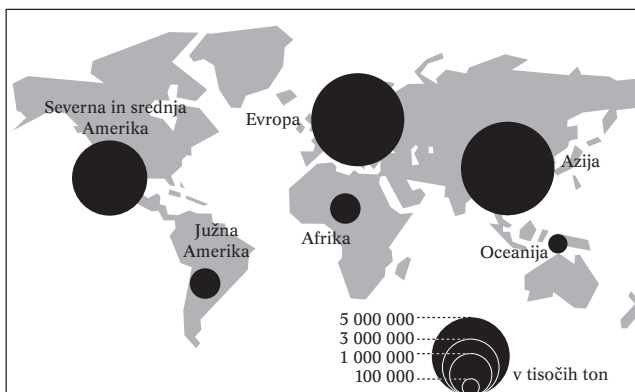 Severna in srednja
Amerika
Evropa
Azija
Južna
Amerika
Afrika
Oceanija
5 000 000
3 000 000
1 000 000
100 000
v tisočih ton